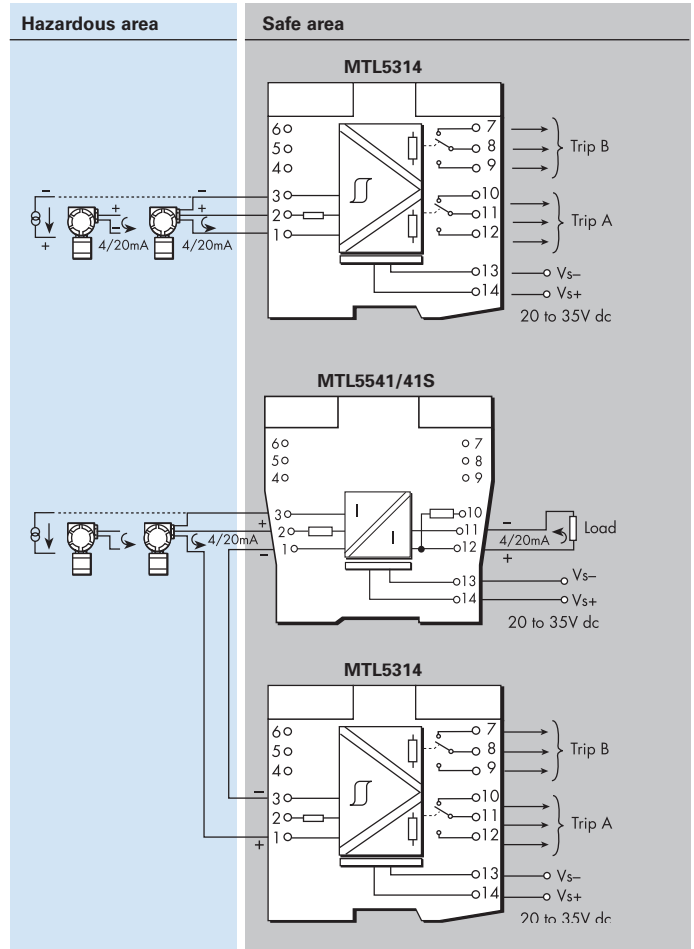 Hazardous area
Safe area
MTL5314
6 7
5 8 Trip B
4 9
– – 3 10
+ + 2 11 Trip A
– 1 12
+ 4/20mA 4/20mA
13 Vs–
14 Vs+
20 to 35V dc
MTL5541/41S
6 7
5 8
4 9
3 I 10
+ 2 11 – Load
4/20mA I 4/20mA
– 1 12 +
13 Vs–
14 Vs+
20 to 35V dc
MTL5314
6 7
5 8 Trip B
4 9
– 3 10
2 11 Trip A
+ 1 12
13 Vs–
14 Vs+
20 to 35V dc